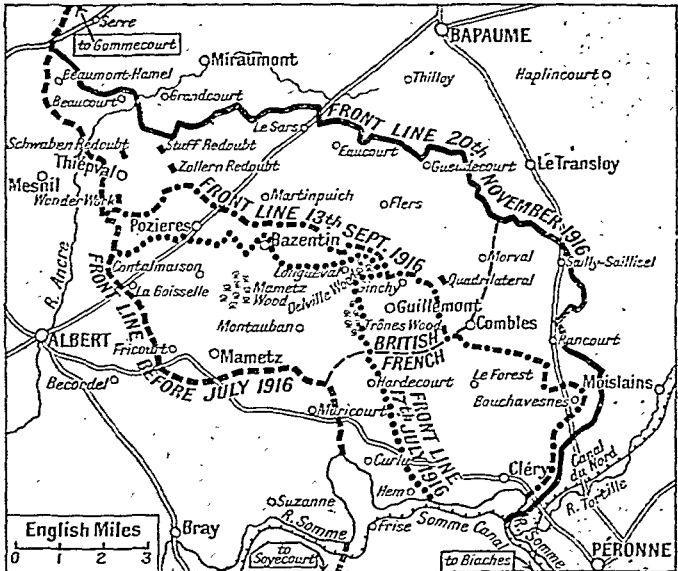 Serre
to Gommecourt
BAPAUME
Miraumont
Thilloy
Haplincourt
Beaumont-Hamel
Beaucourt
Grandcourt
Le Sars
FRONT LINE 20th NOVEMBER 1916
Schwaben Redoubt
Stuff Redoubt
Eaucourt
Gueudecourt
Le Transloy
Thiepval
Zollern Redoubt
Mesnil
Wonder Work
FRONT LINE 13th SEPT. 1916
Martinpuich
Flers
Pozieres
Bazentin
Morval
Sailly-Saillisel
R. Ancre
Contalmaison
Longueval
Delville Wood
Ginchy
Quadrilateral
La Boisselle
Mametz
Wood
Guillemont
Montauban
Trônes Wood
Combles
ALBERT
FRONT LINE BEFORE JULY 1916
BRITISH
FRENCH
Rancourt
Fricourt
Mametz
Becordel
Hardecourt
Le Forest
Moislains
Bouchavesnes
Maricourt
FRONT LINE 17th JULY 1916
Curlu
Cléry
Canal du Nord
Hem
R. Tortille
Suzanne
English Miles
0 1 2 3
Bray
R. Somme
Frise
Somme Canal
R. Somme
PÉRONNE
to Soyecourt
to Biaches